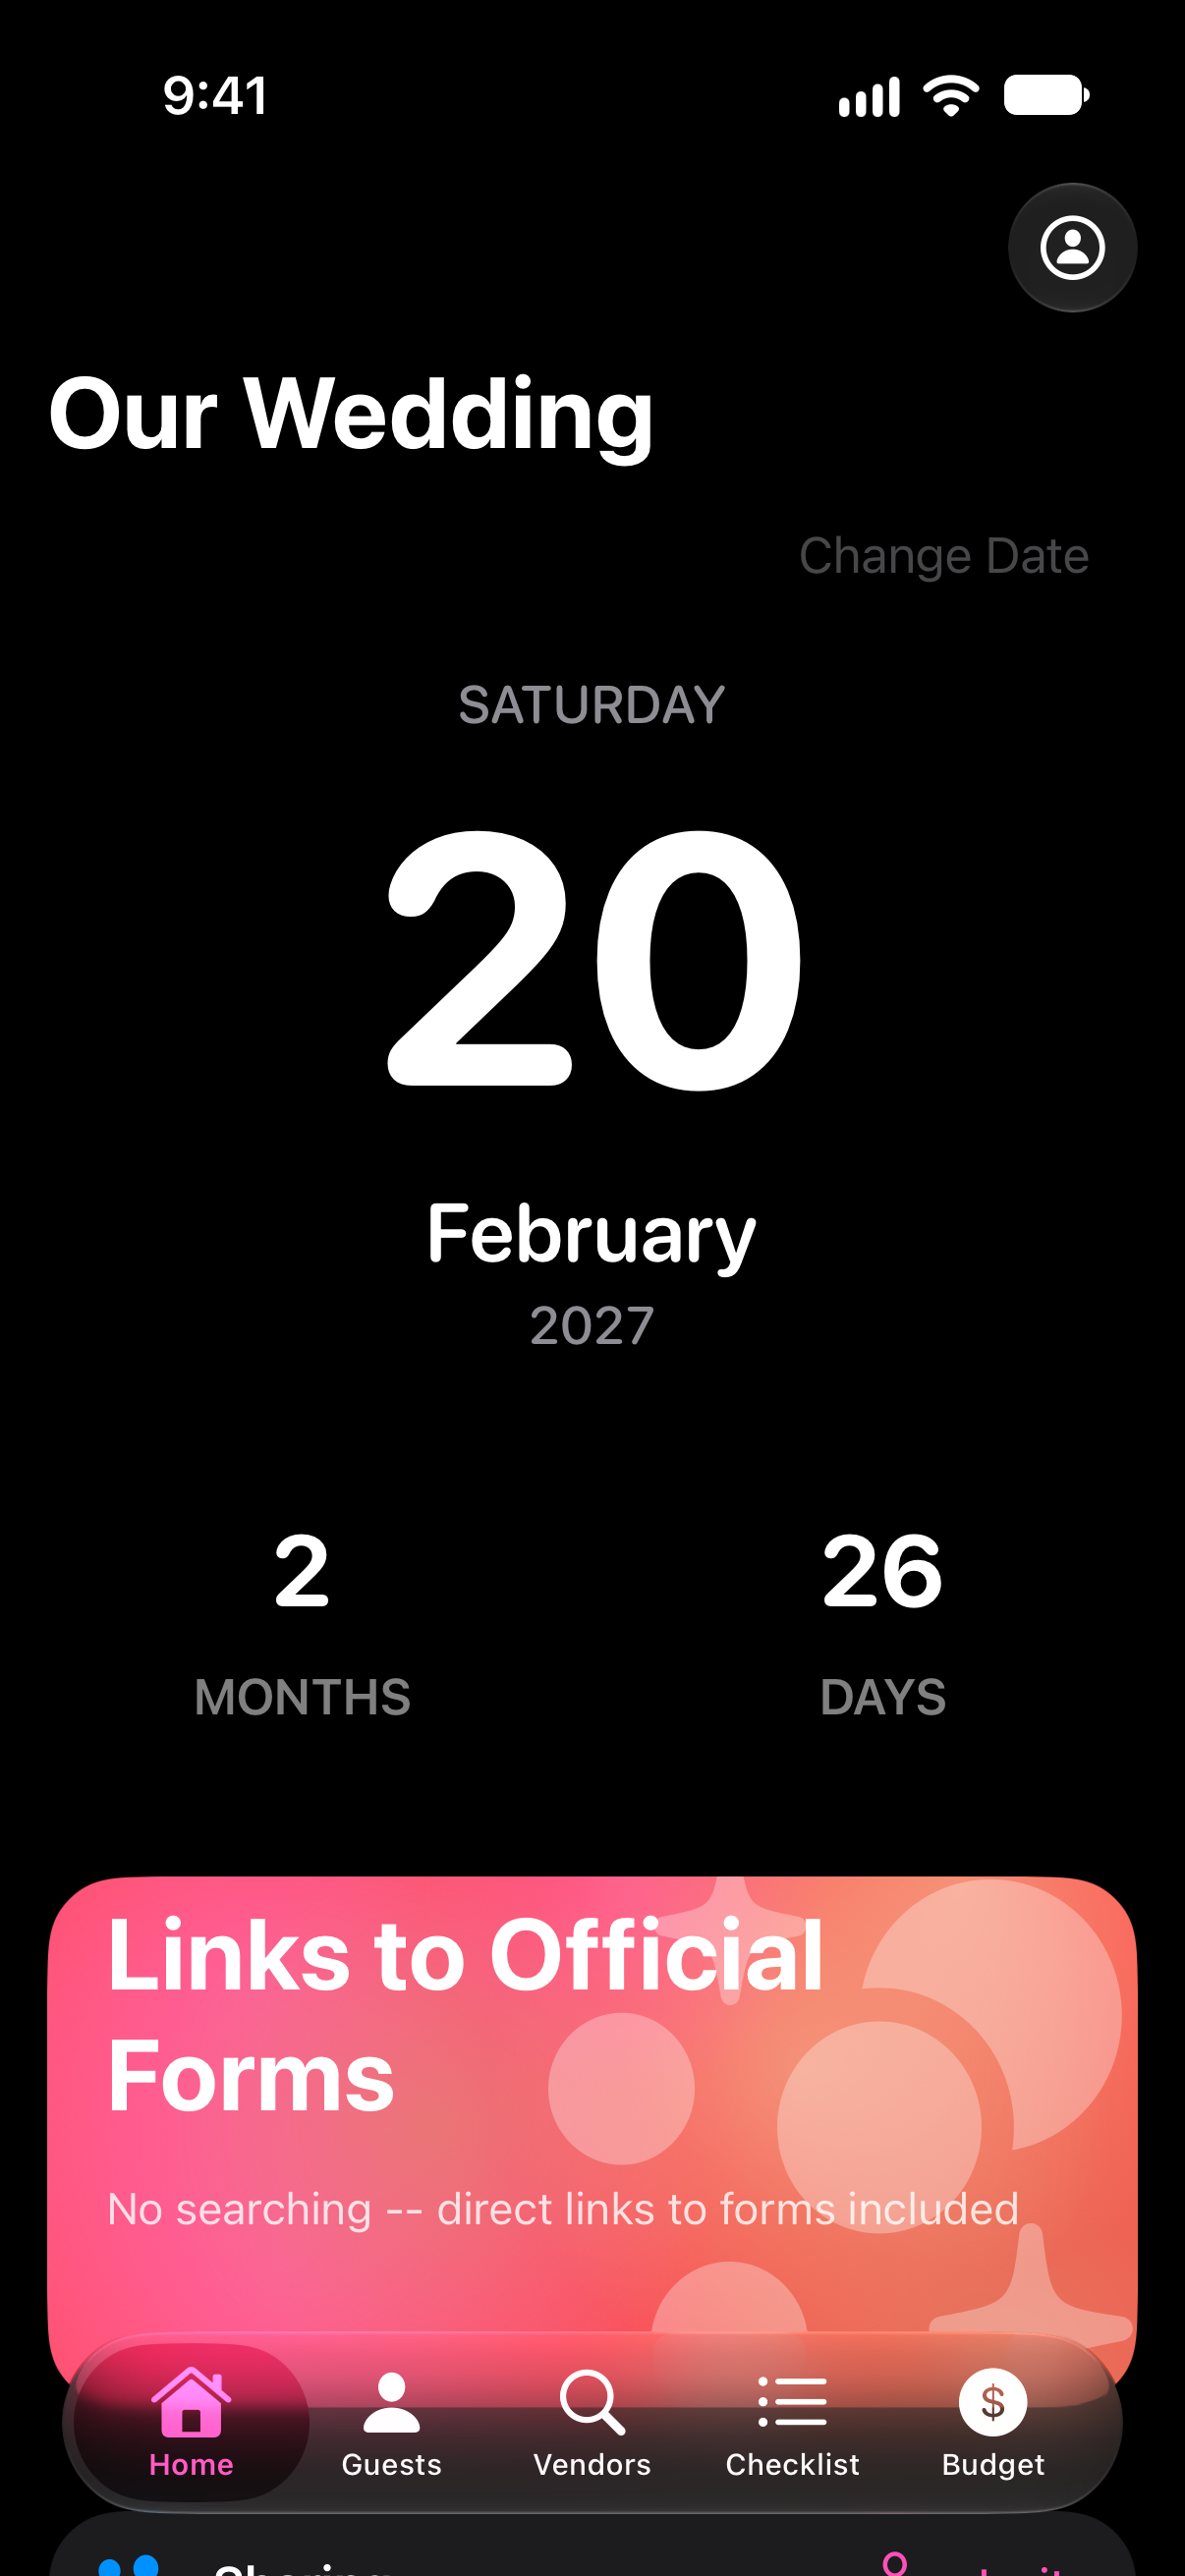 9:41
Our Wedding
Change Date
SATURDAY
20
February
2027
2 26
MONTHS DAYS
Links to Official
Forms
No searching -- direct links to forms included
Home Guests Vendors Checklist Budget